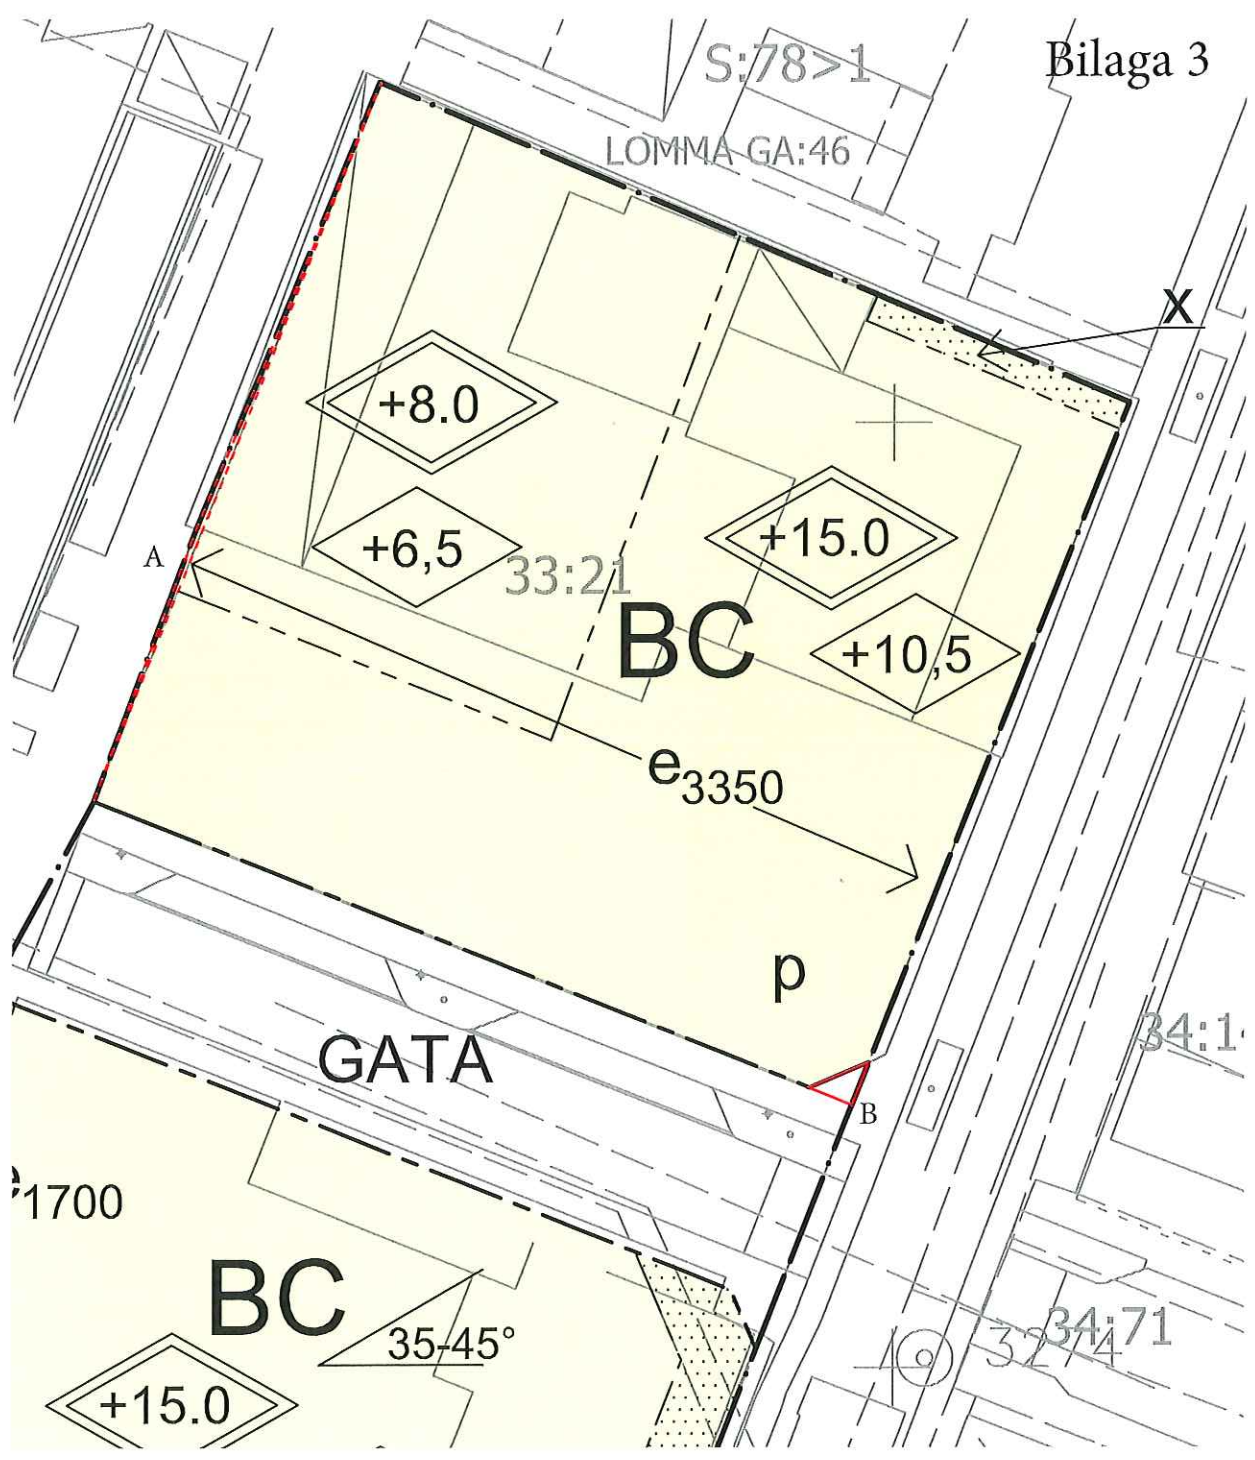 Bilaga 3
S:78>1
LOMMA GA:46
x
+8.0
+15.0
+6,5
33:21
A
BC
+10,5
e3350
p
34:1
GATA
B
1700
BC
35-45°
34:71
+15.0